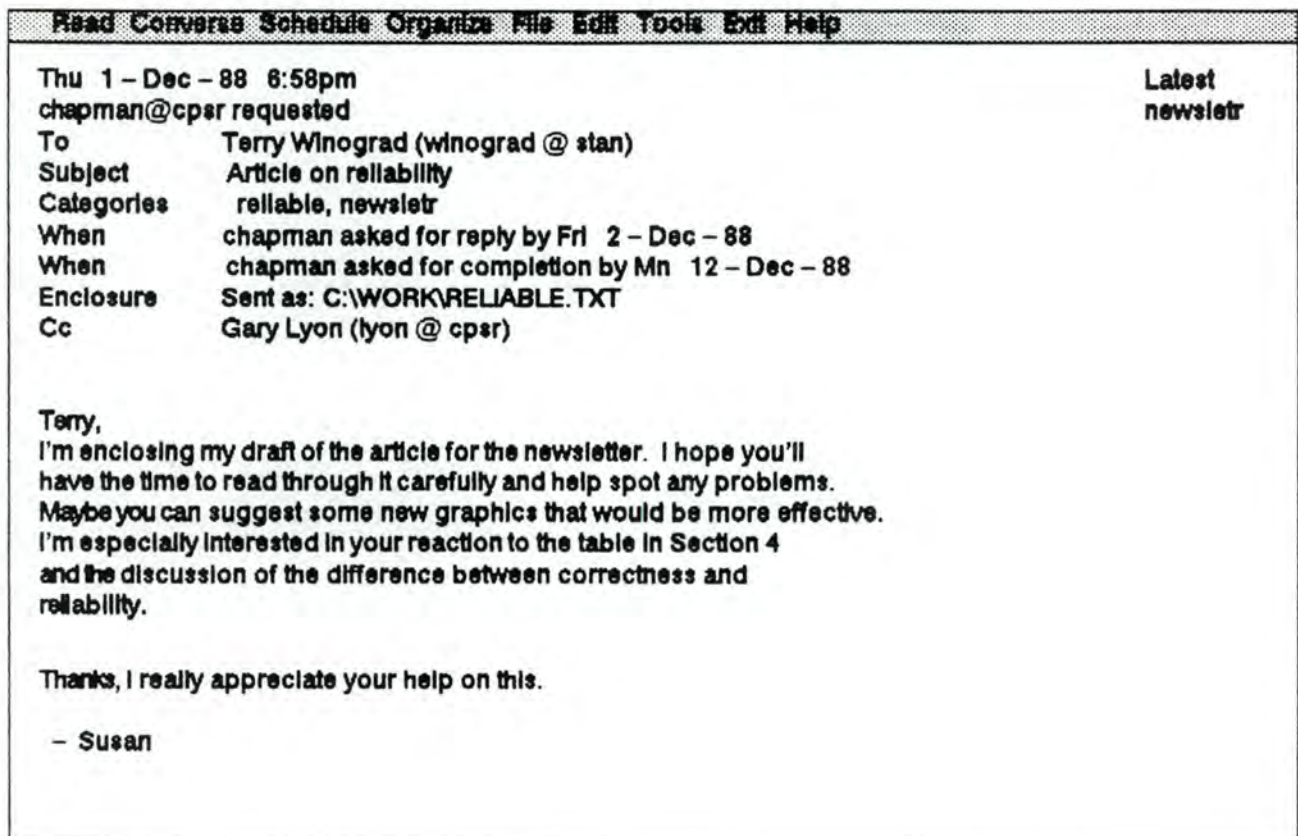 Read Converse Schedule Organize File Edit Tools Exit Help
Thu 1 – Dec – 88 6:58pm Latest
chapman@cpsr requested newsletr
To Terry Winograd (winograd @ stan)
Subject Article on reliability
Categories reliable, newsletr
When chapman asked for reply by Fri 2 – Dec – 88
When chapman asked for completion by Mn 12 – Dec – 88
Enclosure Sent as: C:\WORK\RELIABLE.TXT
Cc Gary Lyon (lyon @ cpsr)
Terry,
I'm enclosing my draft of the article for the newsletter. I hope you'll
have the time to read through it carefully and help spot any problems.
Maybe you can suggest some new graphics that would be more effective.
I'm especially interested in your reaction to the table in Section 4
and the discussion of the difference between correctness and
reliability.
Thanks, I really appreciate your help on this.
– Susan